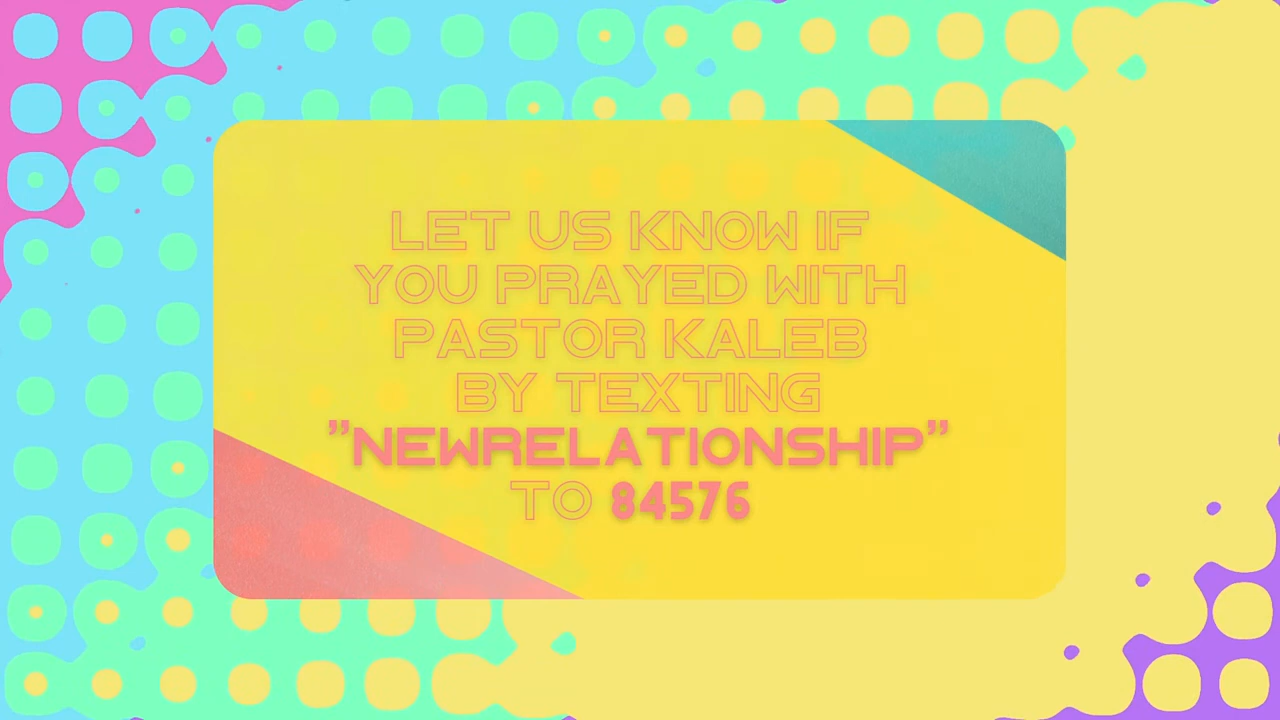 LET US KNOW IF
YOU PRAYED WITH
PASTOR KALEB
BY TEXTING
"NEWRELATIONSHIP"
TO 84576